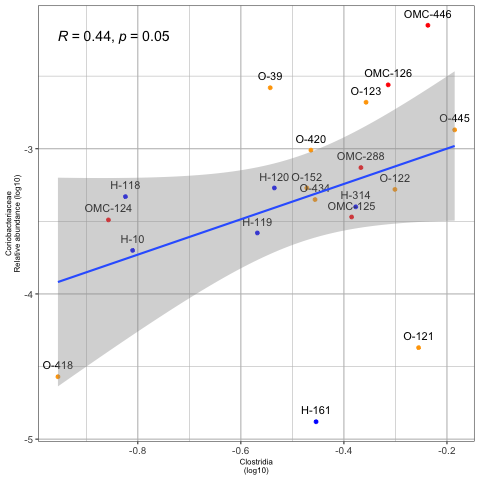 OMC-446
R = 0.44, p = 0.05
OMC-126
O-39
O-123
O-445
O-420
-3
OMC-288
H-120
O-152
O-122
O-434
H-118
H-314
OMC-124
OMC-125
H-119
H-10
Coriobacteriaceae
Relative abundance (log10)
-4
O-121
O-418
H-161
-5
-0.8
-0.6
-0.4
-0.2
Clostridia
(log10)